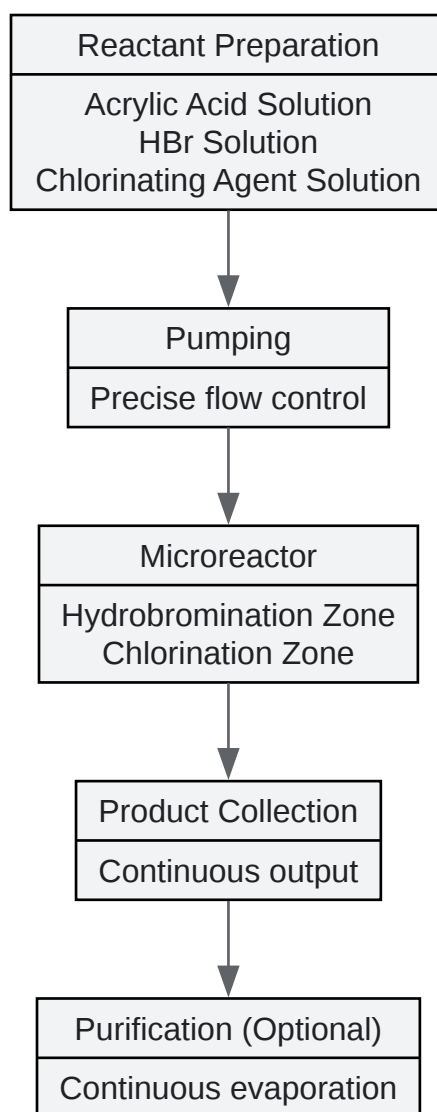 Reactant Preparation
Acrylic Acid Solution
HBr Solution
Chlorinating Agent Solution
Pumping
Precise flow control
Microreactor
Hydrobromination Zone
Chlorination Zone
Product Collection
Continuous output
Purification (Optional)
Continuous evaporation